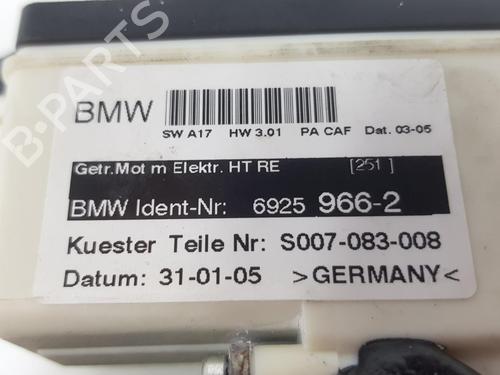 BMW
SW A17 HW 3.01 PA CAF Dat. 03-05
Getr.Mot m Elektr. HT RE [251]
BMW Ident-Nr: 6925 966-2
Kuester Teile Nr: S007-083-008
Datum: 31-01-05 >GERMANY<
B-PARTS